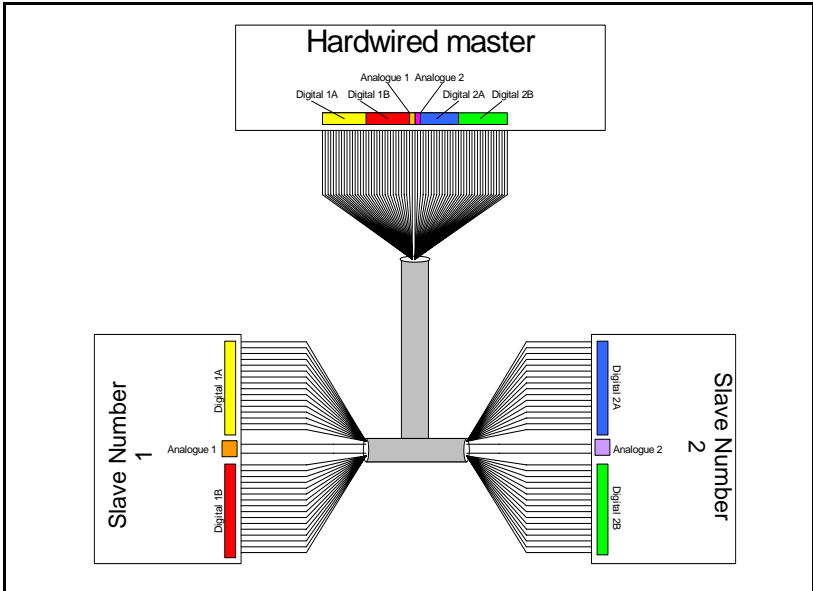 Hardwired master
Analogue 1 Analogue 2
Digital 1A Digital 1B Digital 2A Digital 2B
Slave Number
1
Digital 1A
Analogue 1
Digital 1B
Digital 2A
Analogue 2
Digital 2B
Slave Number
2